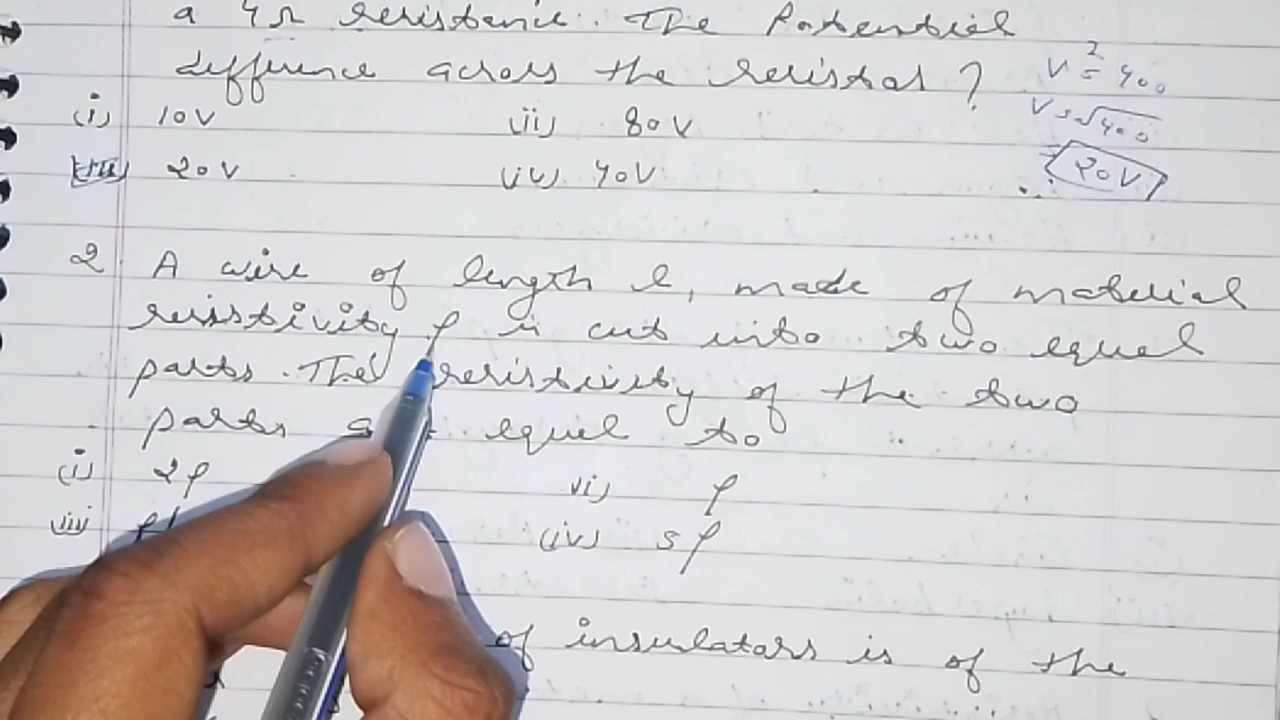 a 4Ω resistance. The Potential
difference across the resistor?
V² = 400
(i) 10V (ii) 80V
V = √400
(iii) 20V (iv) 40V
20V
2 A wire of length l, made of material
resistivity ρ is cut into two equal
parts. The resistivity of the two
parts equal to
(i) 2ρ (ii) ρ
(iii) (iv) 5ρ
of insulators is of the